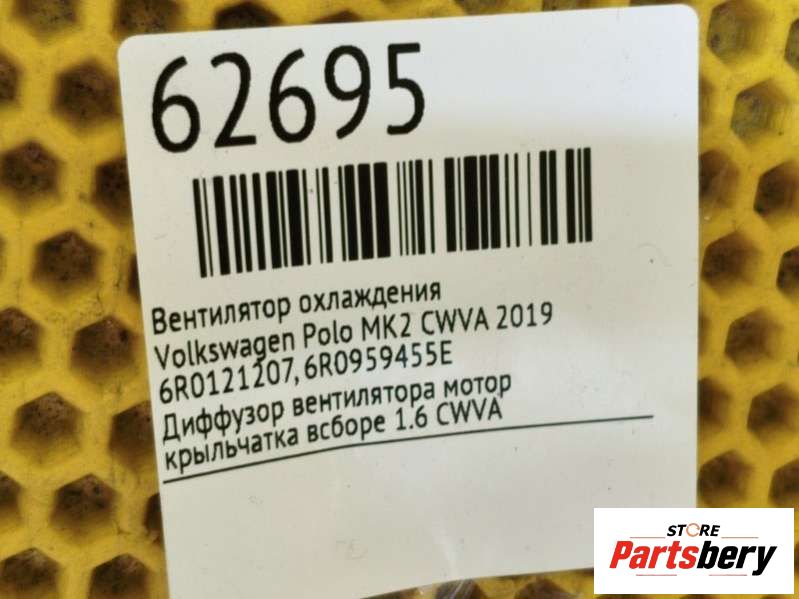 62695
Вентилятор охлаждения
Volkswagen Polo MK2 CWVA 2019
6R0121207, 6R0959455E
Диффузор вентилятора мотор
крыльчатка всборе 1.6 CWVA
STORE
Partsbery